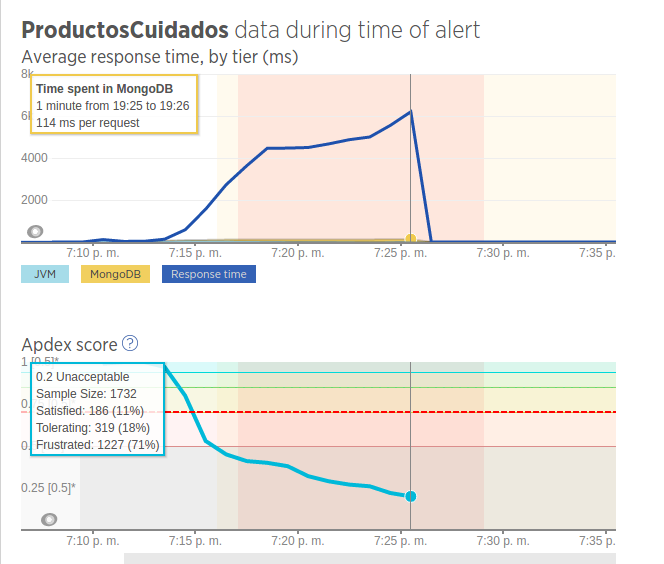 ProductosCuidados data during time of alert
Average response time, by tier (ms)
8k
Time spent in MongoDB
1 minute from 19:25 to 19:26
114 ms per request
4000
2000
7:10 p. m. 7:15 p. m. 7:20 p. m. 7:25 p. m. 7:30 p. m. 7:35 p.
JVM MongoDB Response time
Apdex score ?
1 [0.5]*
0.2 Unacceptable
Sample Size: 1732
Satisfied: 186 (11%)
Tolerating: 319 (18%)
Frustrated: 1227 (71%)
0.25 [0.5]*
7:10 p. m. 7:15 p. m. 7:20 p. m. 7:25 p. m. 7:30 p. m. 7:35 p.